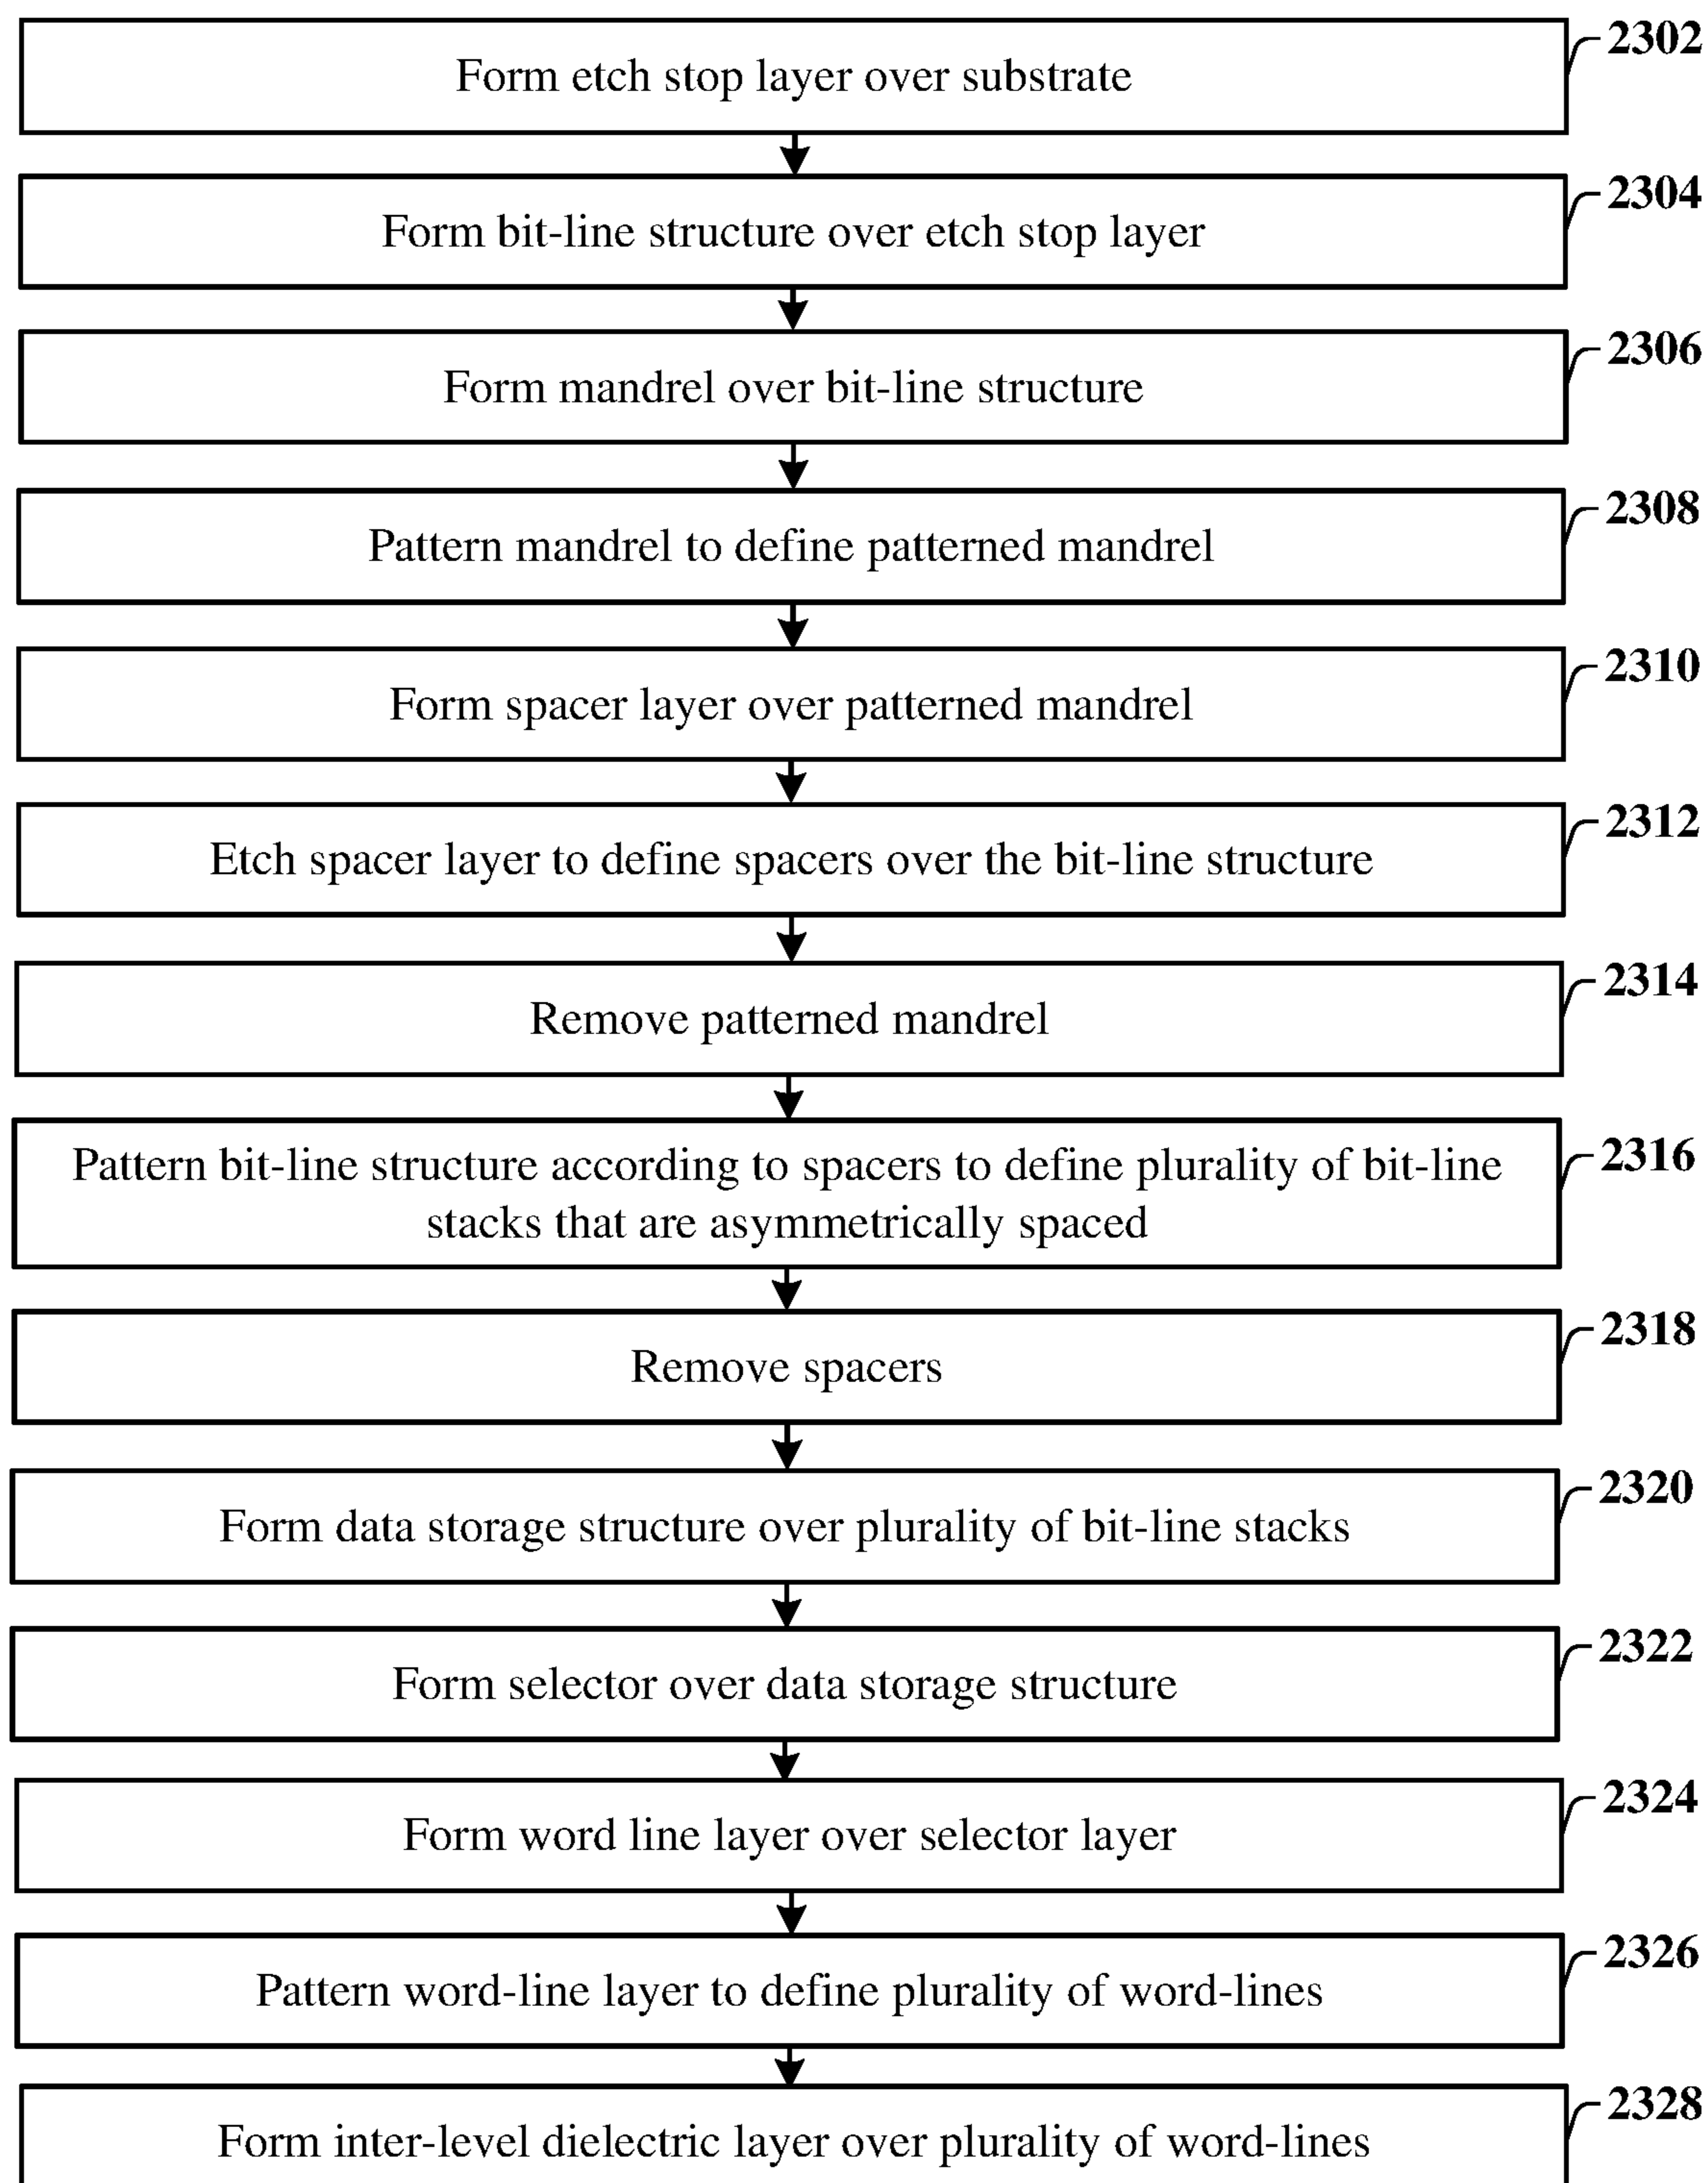 Form etch stop layer over substrate
2302
Form bit-line structure over etch stop layer
2304
Form mandrel over bit-line structure
2306
Pattern mandrel to define patterned mandrel
2308
Form spacer layer over patterned mandrel
2310
Etch spacer layer to define spacers over the bit-line structure
2312
Remove patterned mandrel
2314
Pattern bit-line structure according to spacers to define plurality of bit-line
stacks that are asymmetrically spaced
2316
Remove spacers
2318
Form data storage structure over plurality of bit-line stacks
2320
Form selector over data storage structure
2322
Form word line layer over selector layer
2324
Pattern word-line layer to define plurality of word-lines
2326
Form inter-level dielectric layer over plurality of word-lines
2328